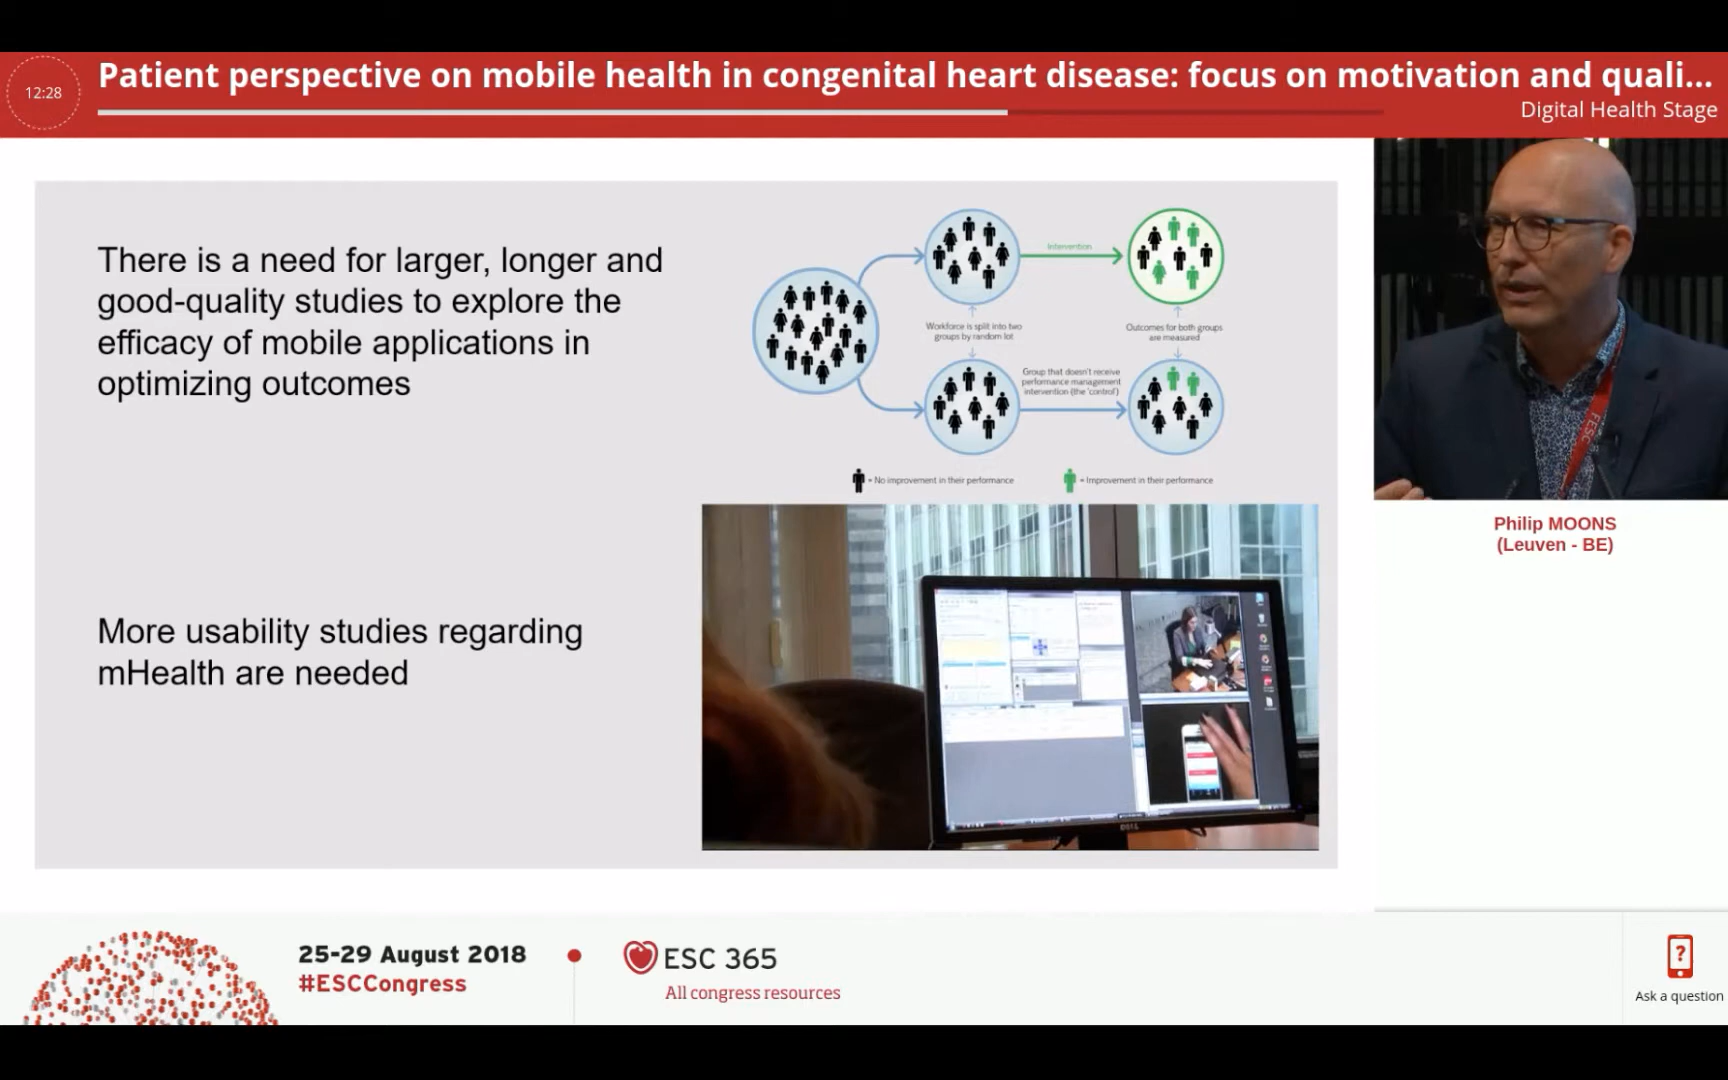 12:28
Patient perspective on mobile health in congenital heart disease: focus on motivation and quali...
Digital Health Stage
There is a need for larger, longer and
good-quality studies to explore the
efficacy of mobile applications in
optimizing outcomes
Intervention
Workforce is split into two
groups by random lot
Outcomes for both groups
are measured
Group that doesn't receive
performance management
intervention (the 'control')
= No improvement in their performance
= Improvement in their performance
More usability studies regarding
mHealth are needed
DELL
FESC
Philip MOONS
(Leuven - BE)
25-29 August 2018
#ESCCongress
ESC 365
All congress resources
?
Ask a question